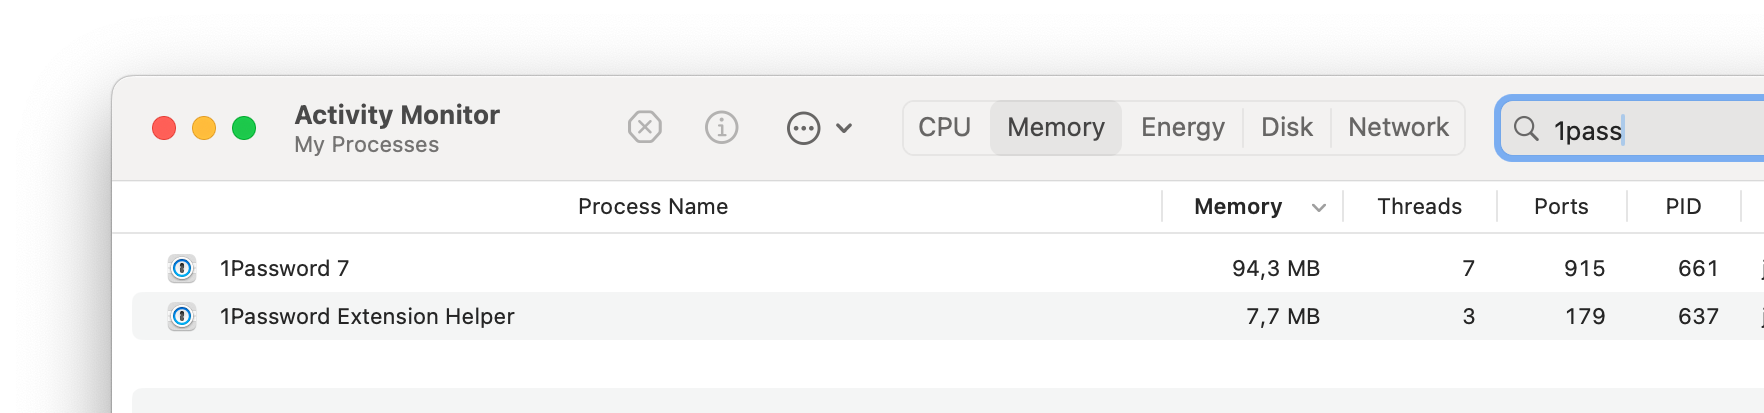 Activity Monitor
My Processes
CPU Memory Energy Disk Network
1pass
Process Name Memory Threads Ports PID
1Password 7 94,3 MB 7 915 661
1Password Extension Helper 7,7 MB 3 179 637